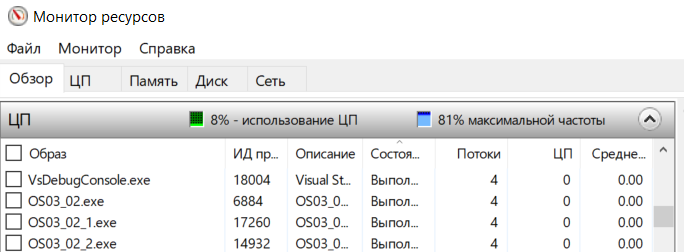 Монитор ресурсов
Файл Монитор Справка
Обзор ЦП Память Диск Сеть
ЦП 8% - использование ЦП 81% максимальной частоты
Образ ИД пр... Описание Состоя... Потоки ЦП Средне...
VsDebugConsole.exe 18004 Visual St... Выпол... 4 0 0.00
OS03_02.exe 6884 OS03_0... Выпол... 4 0 0.00
OS03_02_1.exe 17260 OS03_0... Выпол... 4 0 0.00
OS03_02_2.exe 14932 OS03_0... Выпол... 4 0 0.00